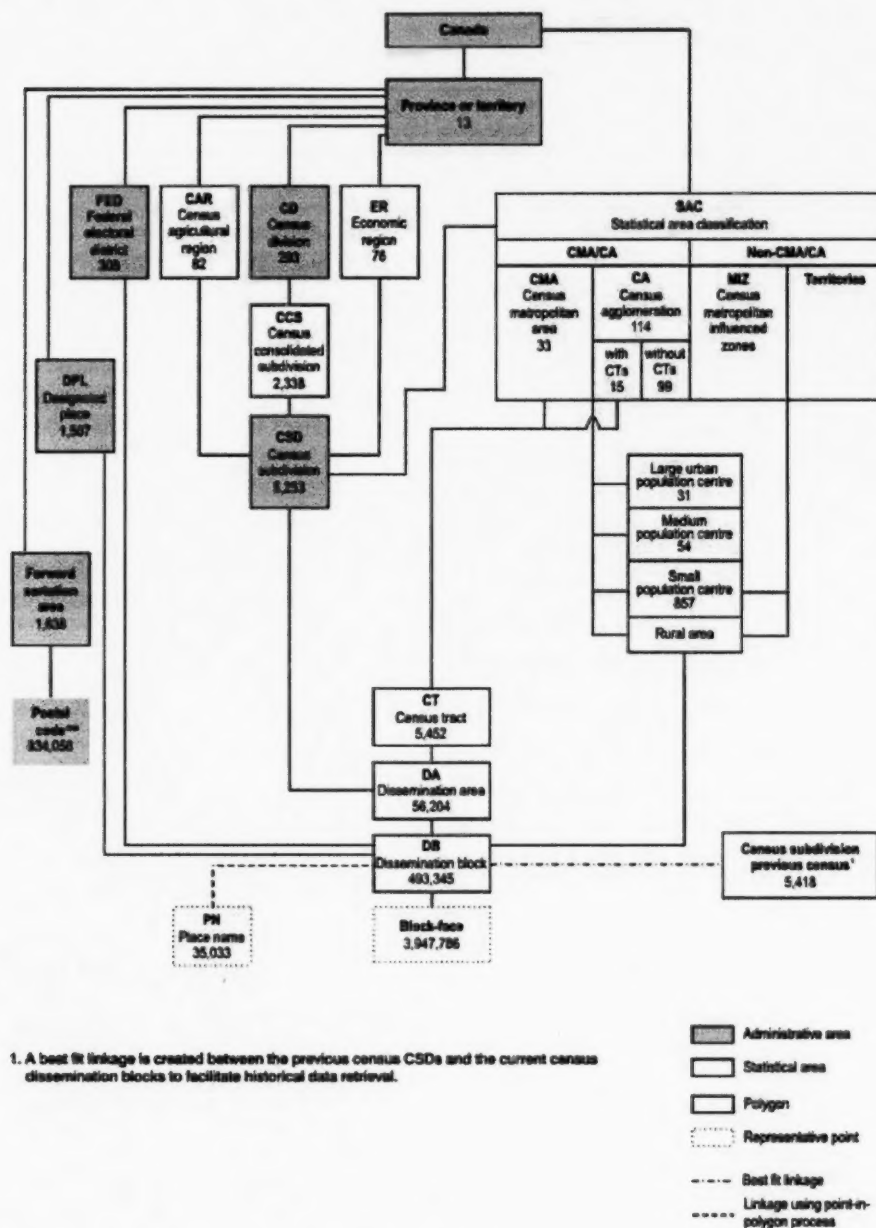 Canada
Province or territory
13
FED
Federal
electoral
district
308
CAR
Census
agricultural
region
82
CD
Census
division
293
ER
Economic
region
76
SAC
Statistical area classification
CMA/CA
Non-CMA/CA
CMA
Census
metropolitan
area
33
CA
Census
agglomeration
114
with
CTs
15
without
CTs
99
MIZ
Census
metropolitan
influenced
zones
Territories
CCS
Census
consolidated
subdivision
2,338
DPL
Designated
place
CSD
Census
subdivision
5,253
Large urban
population centre
31
Medium
population centre
54
Small
population centre
857
Rural area
Forward
sortation
area
1,638
Postal
code
CT
Census tract
5,452
DA
Dissemination area
56,204
DB
Dissemination block
493,345
Census subdivision
previous census¹
5,418
PN
Place name
35,033
Block-face
3,947,786
1. A best fit linkage is created between the previous census CSDs and the current census
dissemination blocks to facilitate historical data retrieval.
Administrative area
Statistical area
Polygon
Representative point
Best fit linkage
Linkage using point-in-
polygon process